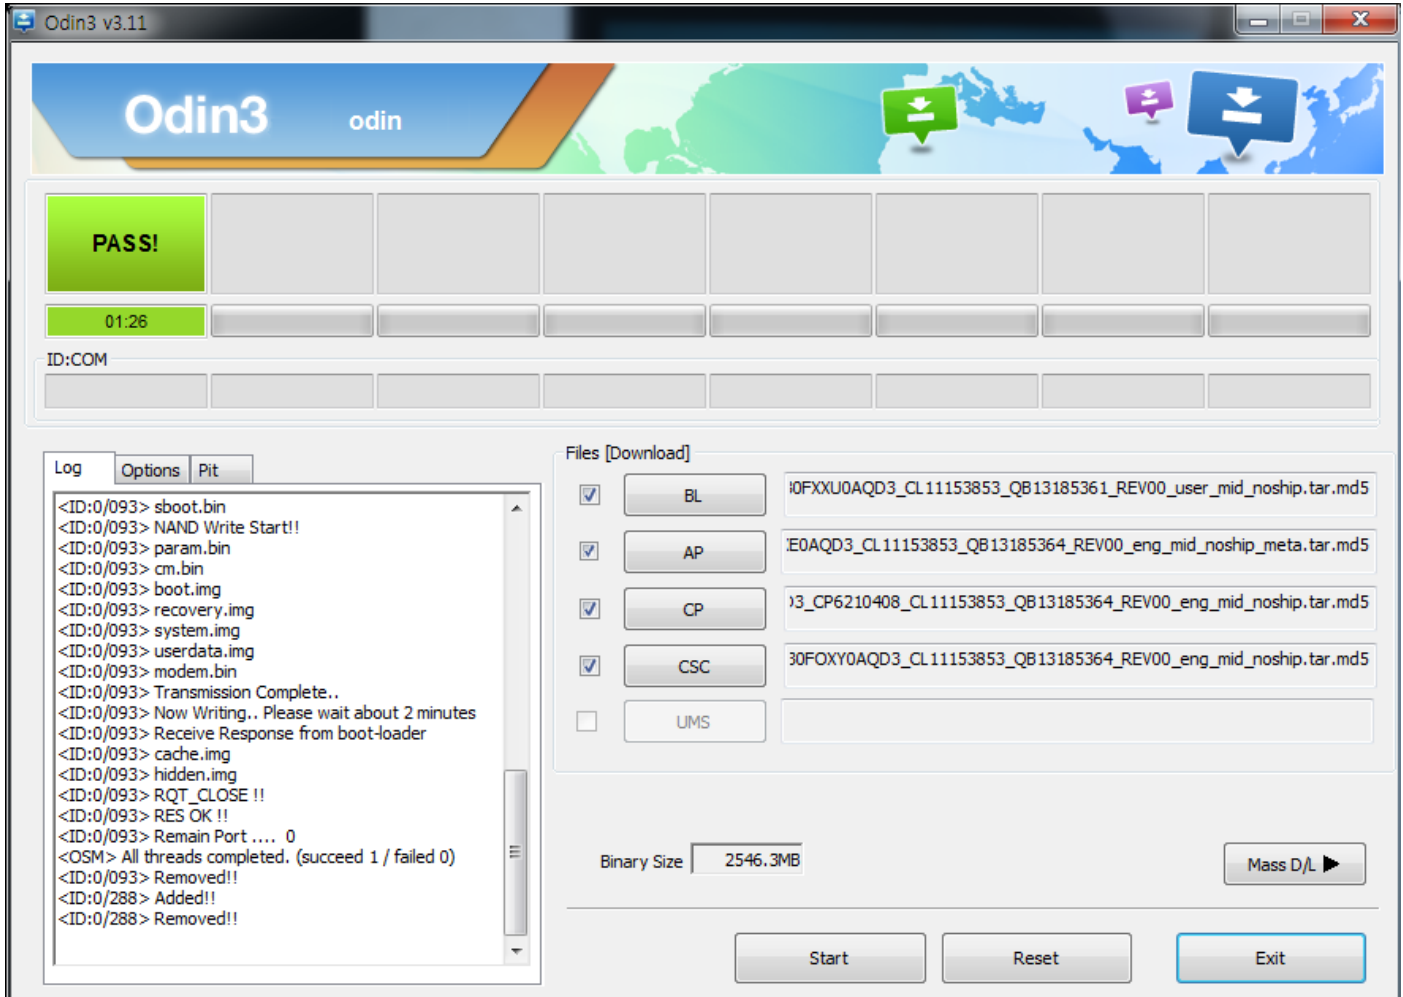 Odin3 v3.11
Odin3 odin
PASS!
01:26
ID:COM
Log Options Pit
<ID:0/093> sboot.bin
<ID:0/093> NAND Write Start!!
<ID:0/093> param.bin
<ID:0/093> cm.bin
<ID:0/093> boot.img
<ID:0/093> recovery.img
<ID:0/093> system.img
<ID:0/093> userdata.img
<ID:0/093> modem.bin
<ID:0/093> Transmission Complete..
<ID:0/093> Now Writing.. Please wait about 2 minutes
<ID:0/093> Receive Response from boot-loader
<ID:0/093> cache.img
<ID:0/093> hidden.img
<ID:0/093> RQT_CLOSE !!
<ID:0/093> RES OK !!
<ID:0/093> Remain Port .... 0
<OSM> All threads completed. (succeed 1 / failed 0)
<ID:0/093> Removed!!
<ID:0/288> Added!!
<ID:0/288> Removed!!
Files [Download]
BL 0FXXU0AQD3_CL11153853_QB13185361_REV00_user_mid_noship.tar.md5
AP E0AQD3_CL11153853_QB13185364_REV00_eng_mid_noship_meta.tar.md5
CP 3_CP6210408_CL11153853_QB13185364_REV00_eng_mid_noship.tar.md5
CSC 0FOXY0AQD3_CL11153853_QB13185364_REV00_eng_mid_noship.tar.md5
UMS
Binary Size 2546.3MB
Mass D/L
Start Reset Exit